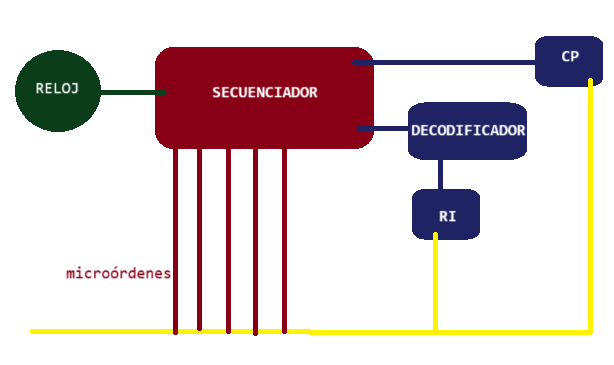 CP
RELOJ
SECUENCIADOR
DECODIFICADOR
RI
microórdenes